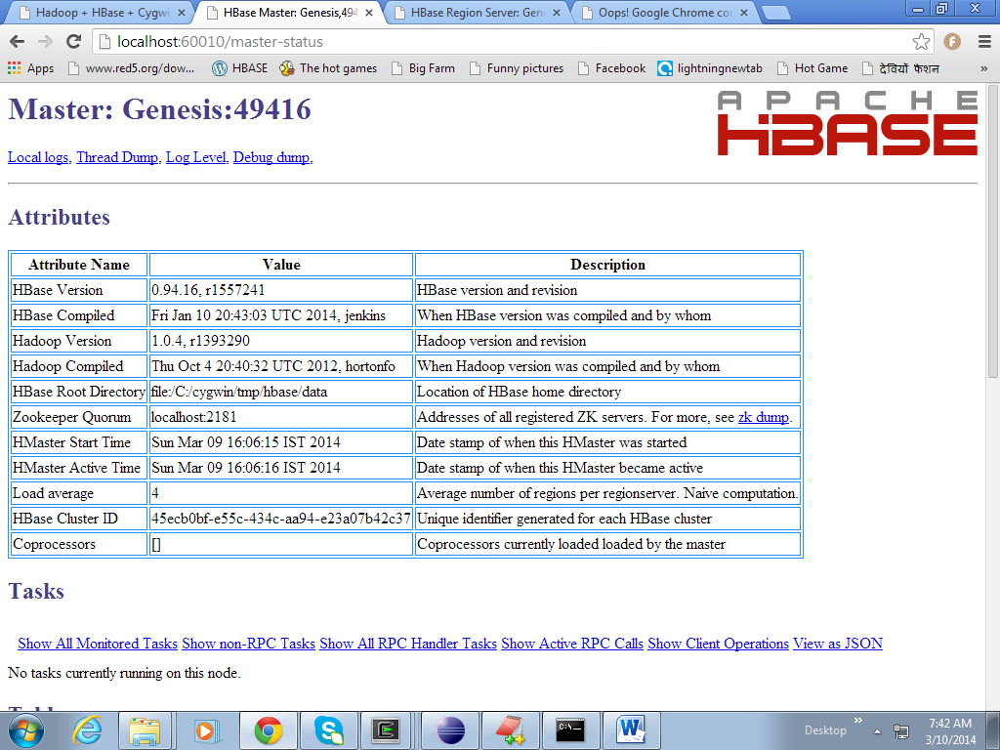 Hadoop + HBase + Cygwi
HBase Master: Genesis,494
HBase Region Server: Gen
Oops! Google Chrome cou
localhost:60010/master-status
Apps www.red5.org/dow... HBASE The hot games Big Farm Funny pictures Facebook lightningnewtab Hot Game देवियों फैशन »
Master: Genesis:49416
APACHE
HBASE
Local logs, Thread Dump, Log Level, Debug dump,
Attributes
Attribute Name Value Description
HBase Version 0.94.16, r1557241 HBase version and revision
HBase Compiled Fri Jan 10 20:43:03 UTC 2014, jenkins When HBase version was compiled and by whom
Hadoop Version 1.0.4, r1393290 Hadoop version and revision
Hadoop Compiled Thu Oct 4 20:40:32 UTC 2012, hortonfo When Hadoop version was compiled and by whom
HBase Root Directory file:/C:/cygwin/tmp/hbase/data Location of HBase home directory
Zookeeper Quorum localhost:2181 Addresses of all registered ZK servers. For more, see zk dump.
HMaster Start Time Sun Mar 09 16:06:15 IST 2014 Date stamp of when this HMaster was started
HMaster Active Time Sun Mar 09 16:06:16 IST 2014 Date stamp of when this HMaster became active
Load average 4 Average number of regions per regionserver. Naive computation.
HBase Cluster ID 45ecb0bf-e55c-434c-aa94-e23a07b42c37 Unique identifier generated for each HBase cluster
Coprocessors [] Coprocessors currently loaded loaded by the master
Tasks
Show All Monitored Tasks Show non-RPC Tasks Show All RPC Handler Tasks Show Active RPC Calls Show Client Operations View as JSON
No tasks currently running on this node.
Desktop »
7:42 AM
3/10/2014